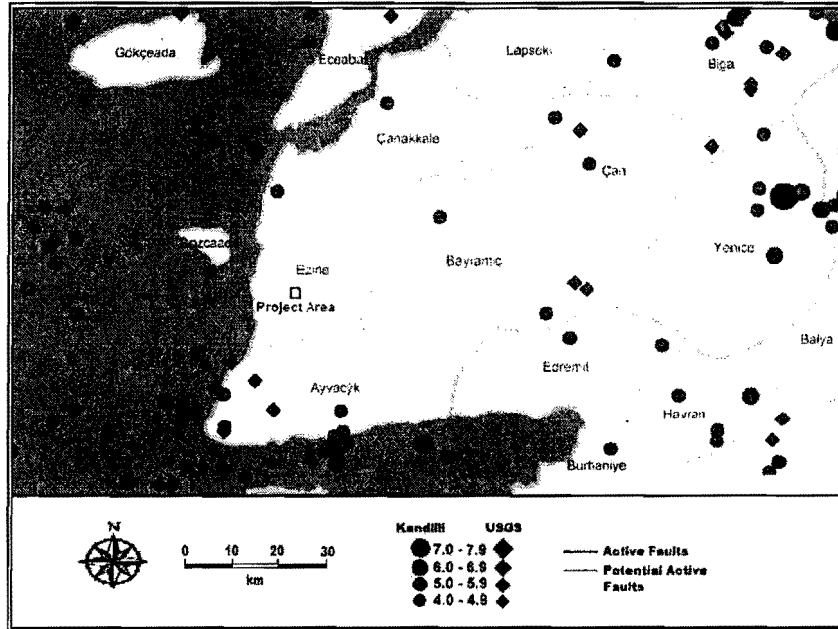 Gökçeada
Eceabat
Lapseki
Biga
Çanakkale
Çan
Bozcaada
Ezine
Bayramiç
Yenice
Project Area
Balya
Edremit
Ayvacýk
Havran
Burhaniye
N
0 10 20 30
km
Kandilli USGS
7.0 - 7.9
6.0 - 6.9
5.0 - 5.9
4.0 - 4.9
Active Faults
Potential Active
Faults